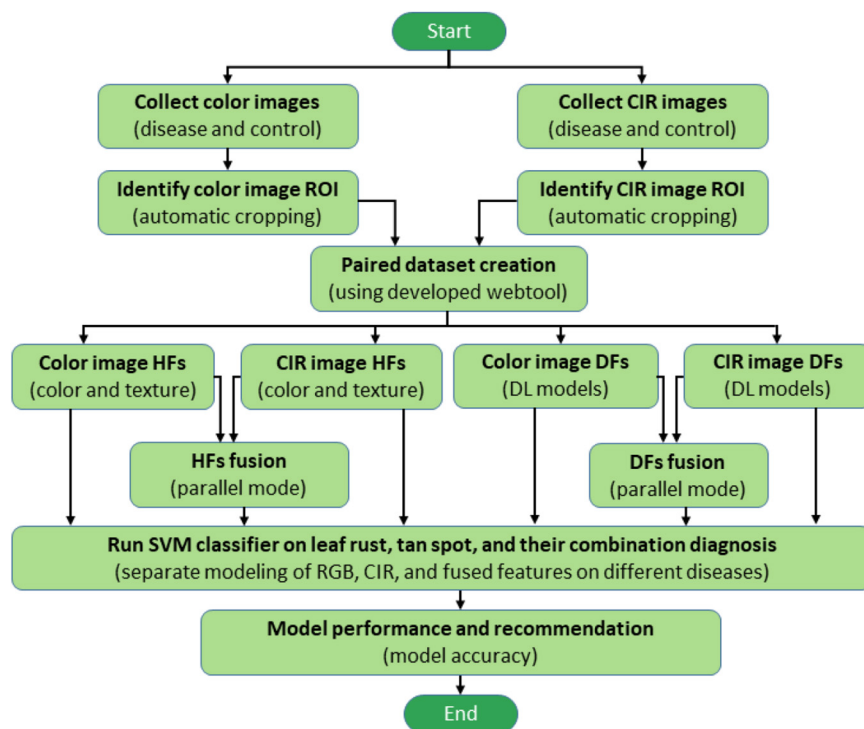 Start
Collect color images
(disease and control)
Collect CIR images
(disease and control)
Identify color image ROI
(automatic cropping)
Identify CIR image ROI
(automatic cropping)
Paired dataset creation
(using developed webtool)
Color image HFs
(color and texture)
CIR image HFs
(color and texture)
Color image DFs
(DL models)
CIR image DFs
(DL models)
HFs fusion
(parallel mode)
DFs fusion
(parallel mode)
Run SVM classifier on leaf rust, tan spot, and their combination diagnosis
(separate modeling of RGB, CIR, and fused features on different diseases)
Model performance and recommendation
(model accuracy)
End